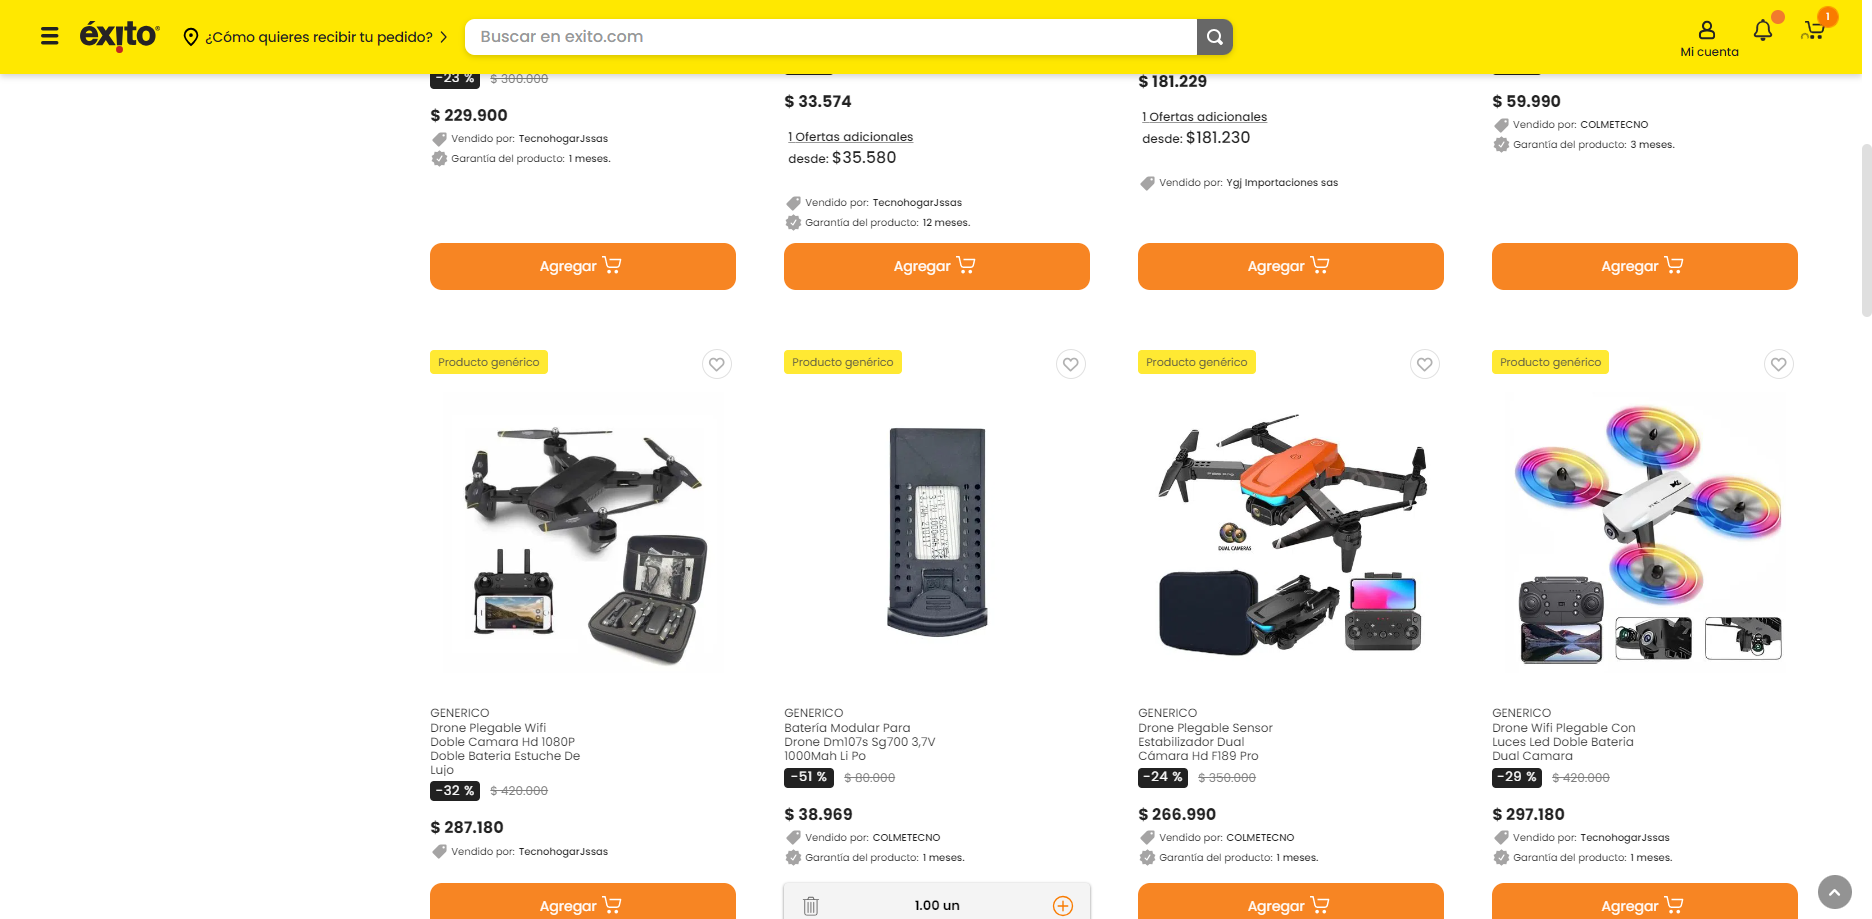 éxito
¿Cómo quieres recibir tu pedido?
Buscar en exito.com
Mi cuenta
1
-23 % $ 300.000
$ 229.900
Vendido por: TecnohogarJssas
Garantía del producto: 1 meses.
Agregar
$ 33.574
1 Ofertas adicionales
desde: $35.580
Vendido por: TecnohogarJssas
Garantía del producto: 12 meses.
Agregar
$ 181.229
1 Ofertas adicionales
desde: $181.230
Vendido por: Ygj Importaciones sas
Agregar
$ 59.990
Vendido por: COLMETECNO
Garantía del producto: 3 meses.
Agregar
Producto genérico
GENERICO
Drone Plegable Wifi
Doble Camara Hd 1080P
Doble Bateria Estuche De
Lujo
-32 % $ 420.000
$ 287.180
Vendido por: TecnohogarJssas
Agregar
Producto genérico
GENERICO
Batería Modular Para
Drone Dm107s Sg700 3,7V
1000Mah Li Po
-51 % $ 80.000
$ 38.969
Vendido por: COLMETECNO
Garantía del producto: 1 meses.
1.00 un
Producto genérico
DUAL CAMERAS
GENERICO
Drone Plegable Sensor
Estabilizador Dual
Cámara Hd F189 Pro
-24 % $ 350.000
$ 266.990
Vendido por: COLMETECNO
Garantía del producto: 1 meses.
Agregar
Producto genérico
GENERICO
Drone Wifi Plegable Con
Luces Led Doble Bateria
Dual Camara
-29 % $ 420.000
$ 297.180
Vendido por: TecnohogarJssas
Garantía del producto: 1 meses.
Agregar